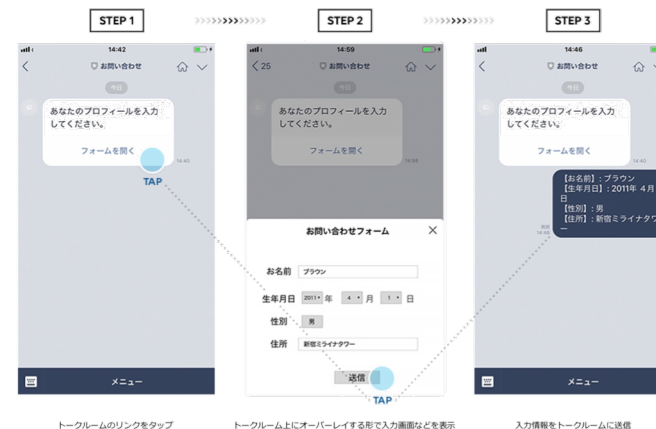 STEP 1
>>>>>>>>>>>>>
STEP 2
>>>>>>>>>>>>>
STEP 3
14:42
お問い合わせ
今日
あなたのプロフィールを入力
してください。
フォームを開く
14:40
TAP
メニュー
トークルームのリンクをタップ
14:59
25
お問い合わせ
今日
あなたのプロフィールを入力
してください。
フォームを開く
お問い合わせフォーム
お名前 ブラウン
生年月日 2011 年 4 月 1 日
性別 男
住所 新宿ミライナタワー
送信
TAP
トークルーム上にオーバーレイする形で入力画面などを表示
14:46
お問い合わせ
今日
あなたのプロフィールを入力
してください。
フォームを開く
14:40
【お名前】: ブラウン
【生年月日】: 2011年 4月
日
【性別】: 男
【住所】: 新宿ミライナタワ
ー
メニュー
入力情報をトークルームに送信